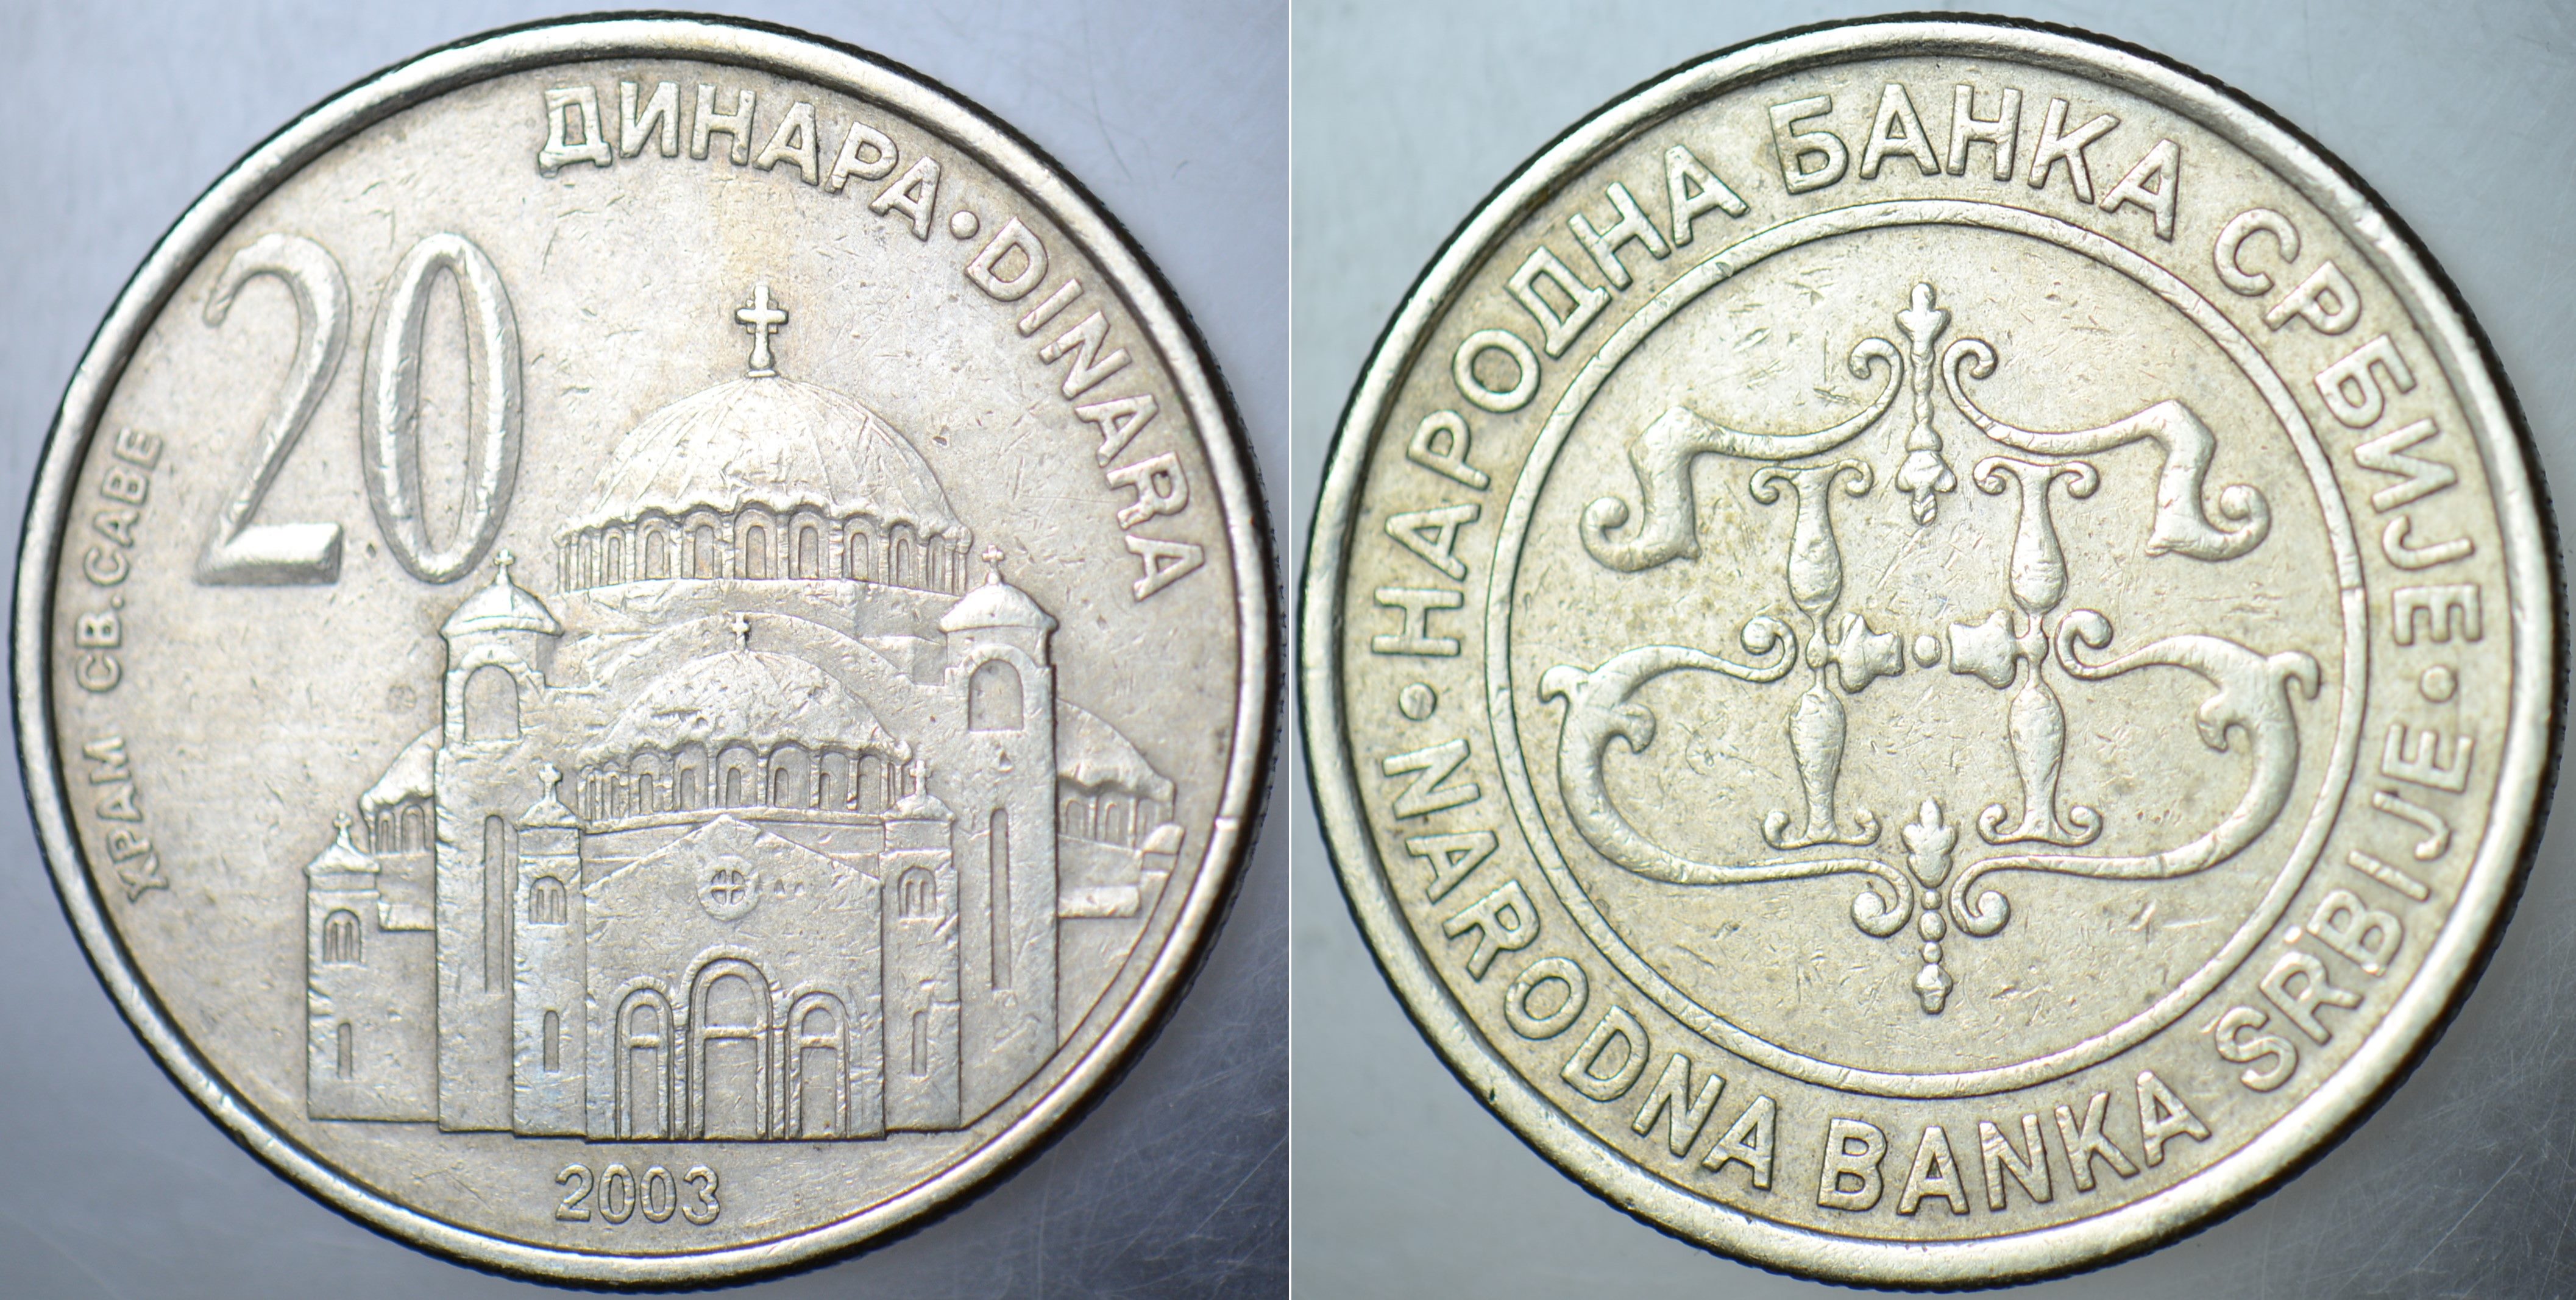 20
ДИНАРА • DINARA
ХРАМ СВ.САВЕ
2003
• НАРОДНА БАНКА СРБИЈЕ •
NARODNA BANKA SRBIJE